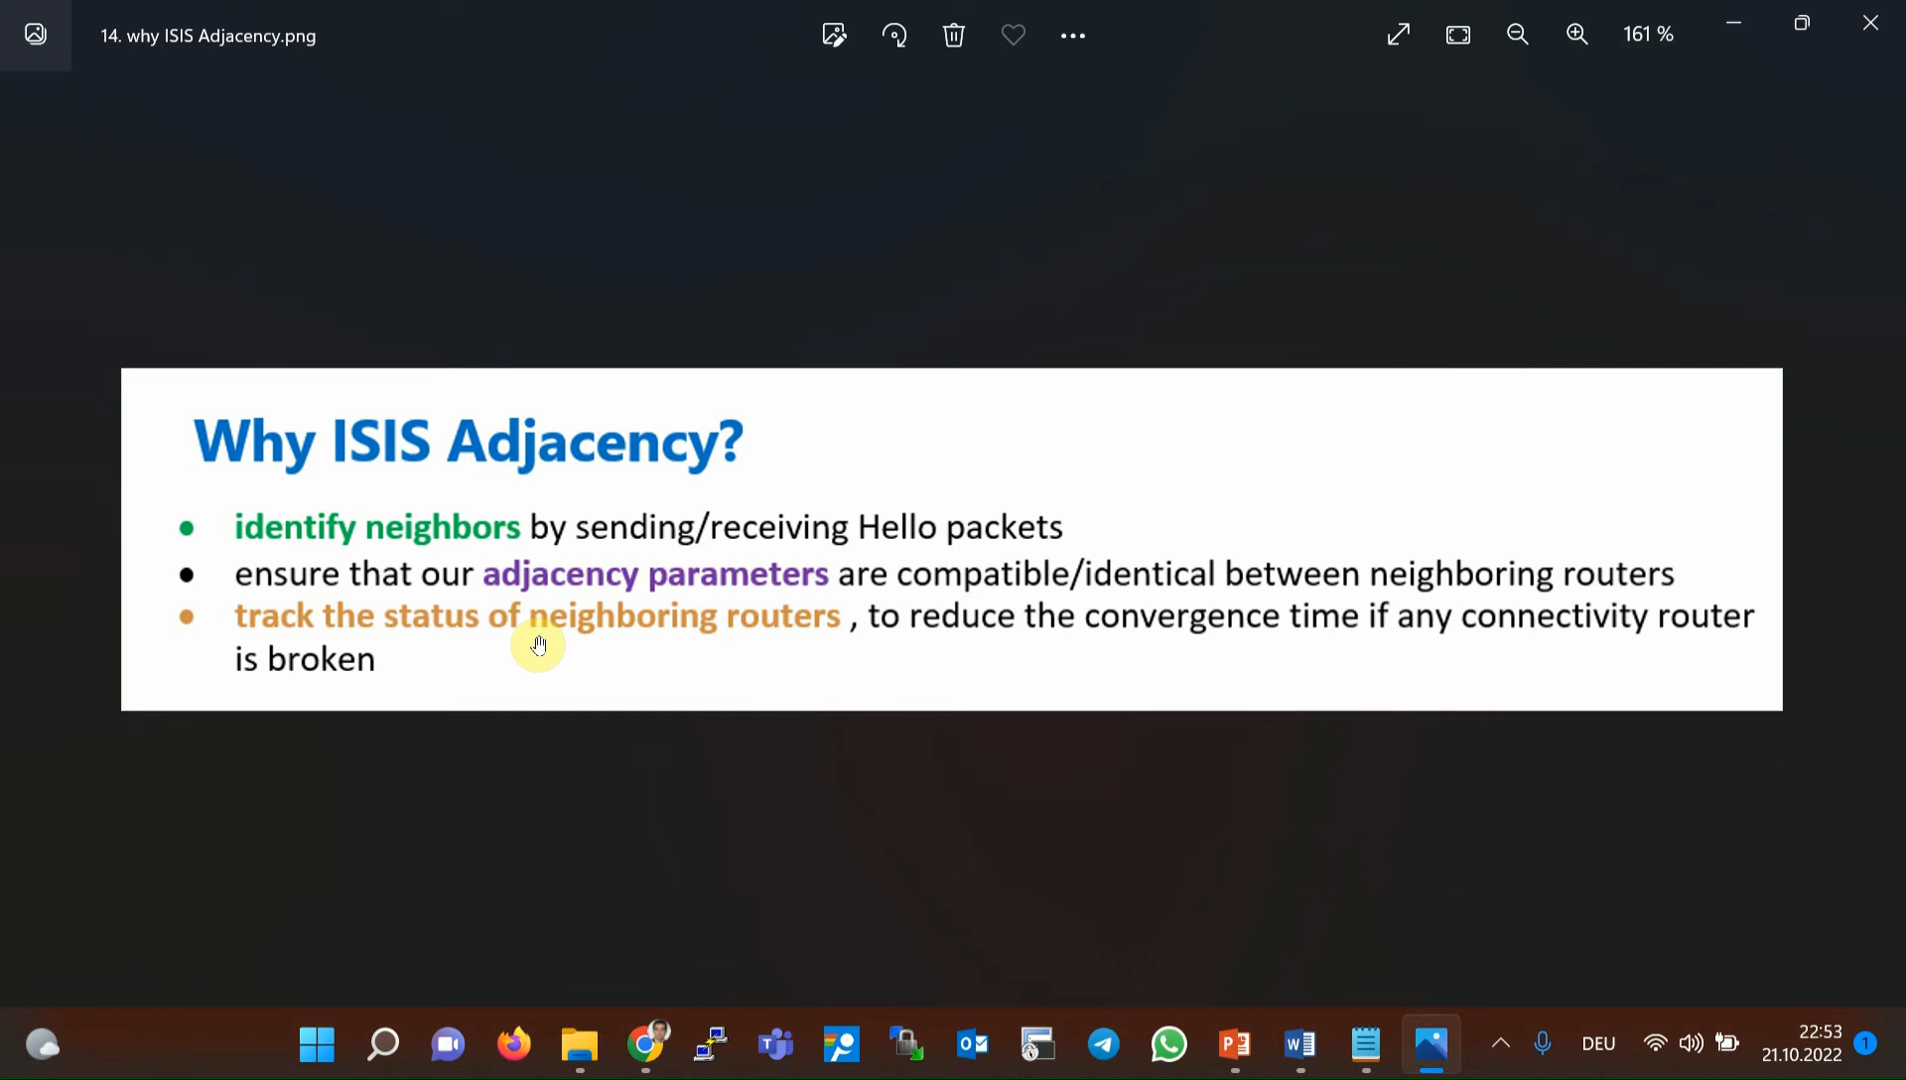 14. why ISIS Adjacency.png
161 %
Why ISIS Adjacency?
identify neighbors by sending/receiving Hello packets
ensure that our adjacency parameters are compatible/identical between neighboring routers
track the status of neighboring routers , to reduce the convergence time if any connectivity router
is broken
DEU
22:53
21.10.2022
1